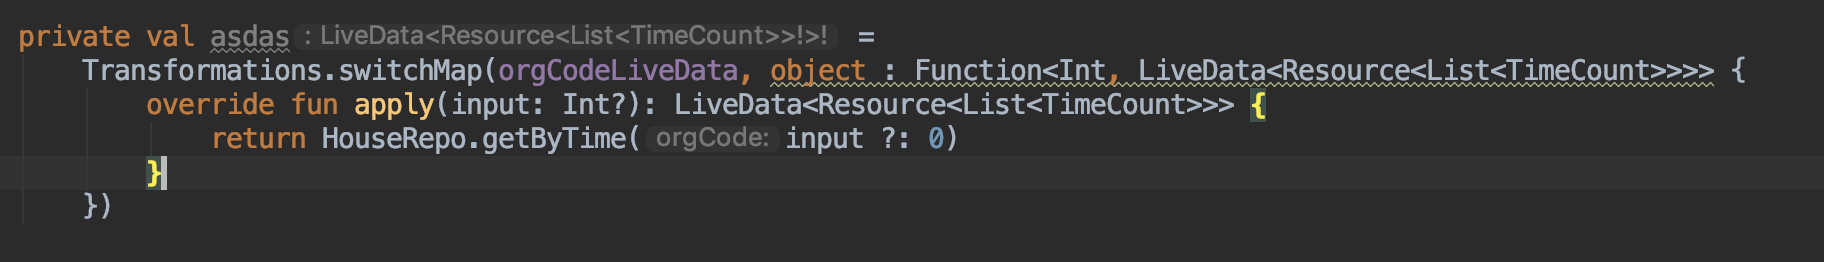 private val asdas : LiveData<Resource<List<TimeCount>>!>! =
Transformations.switchMap(orgCodeLiveData, object : Function<Int, LiveData<Resource<List<TimeCount>>>> {
override fun apply(input: Int?): LiveData<Resource<List<TimeCount>>> {
return HouseRepo.getByTime( orgCode: input ?: 0)
}
})